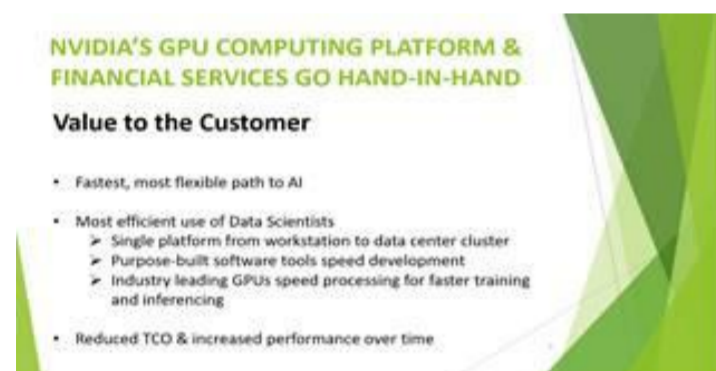 NVIDIA'S GPU COMPUTING PLATFORM &
FINANCIAL SERVICES GO HAND-IN-HAND
Value to the Customer
• Fastest, most flexible path to AI
• Most efficient use of Data Scientists
➢ Single platform from workstation to data center cluster
➢ Purpose-built software tools speed development
➢ Industry leading GPUs speed processing for faster training
and inferencing
• Reduced TCO & increased performance over time